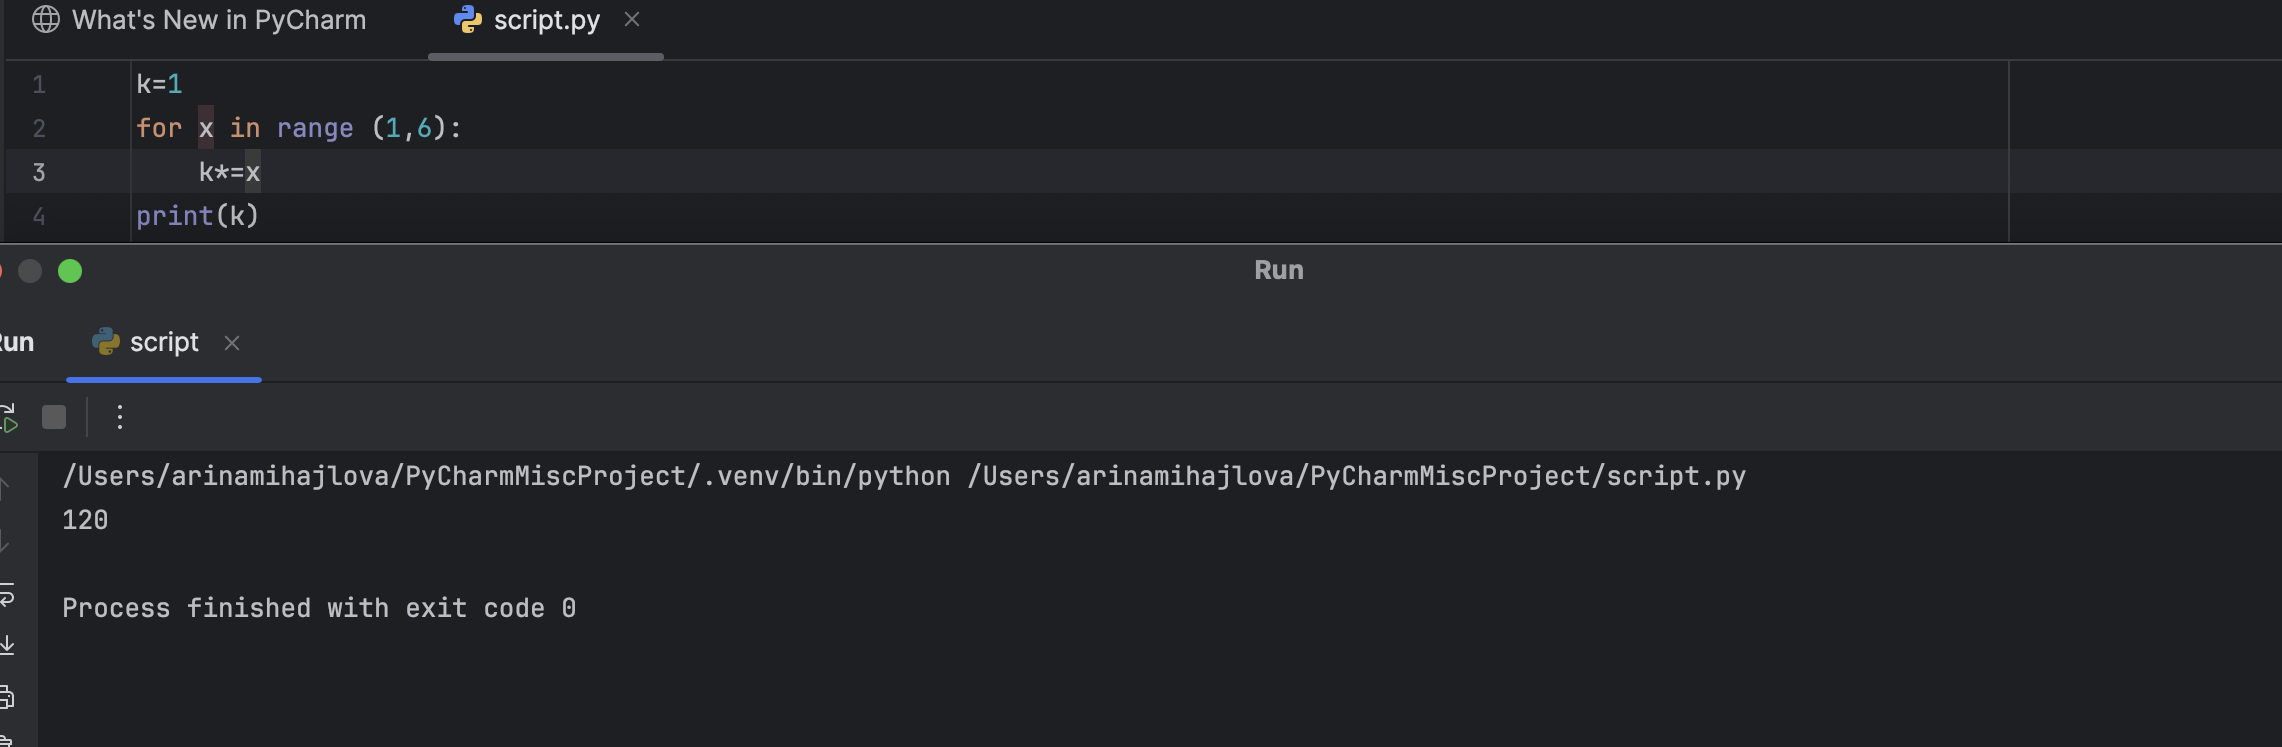 What's New in PyCharm script.py
1 k=1
2 for x in range (1,6):
3     k*=x
4 print(k)
Run
un script
/Users/arinamihajlova/PyCharmMiscProject/.venv/bin/python /Users/arinamihajlova/PyCharmMiscProject/script.py
120
Process finished with exit code 0